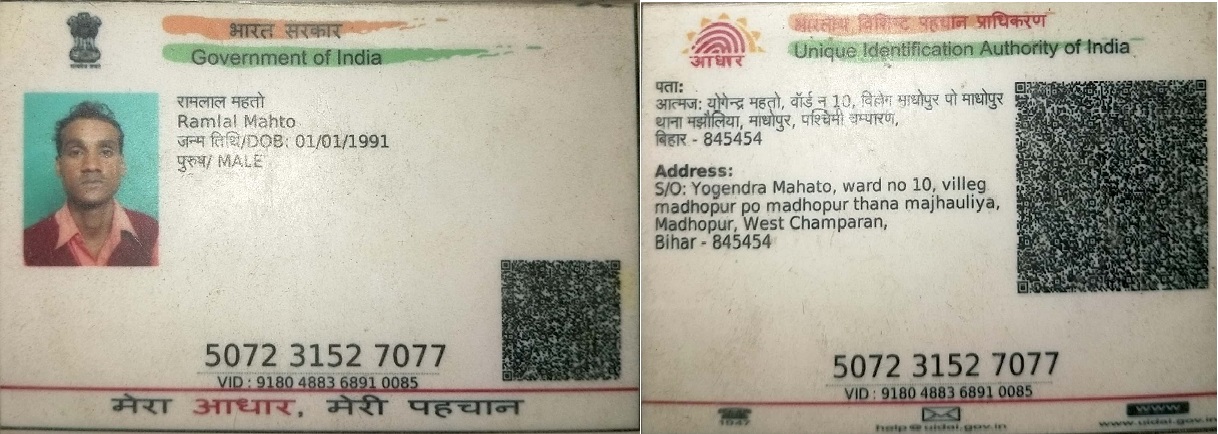 भारत सरकार
Government of India
रामलाल महतो
Ramlal Mahto
जन्म तिथि/DOB: 01/01/1991
पुरुष/ MALE
5072 3152 7077
VID : 9180 4883 6891 0085
मेरा आधार, मेरी पहचान
भारतीय विशिष्ट पहचान प्राधिकरण
Unique Identification Authority of India
आधार
पता:
आत्मज: योगेन्द्र महतो, वॉर्ड न 10, विलेग माधोपुर पो माधोपुर
थाना मझौलिया, माधोपुर, पश्चिमी चम्पारण,
बिहार - 845454
Address:
S/O: Yogendra Mahato, ward no 10, villeg
madhopur po madhopur thana majhauliya,
Madhopur, West Champaran,
Bihar - 845454
5072 3152 7077
VID : 9180 4883 6891 0085
1947
help@uidai.gov.in
www
www.uidai.gov.in